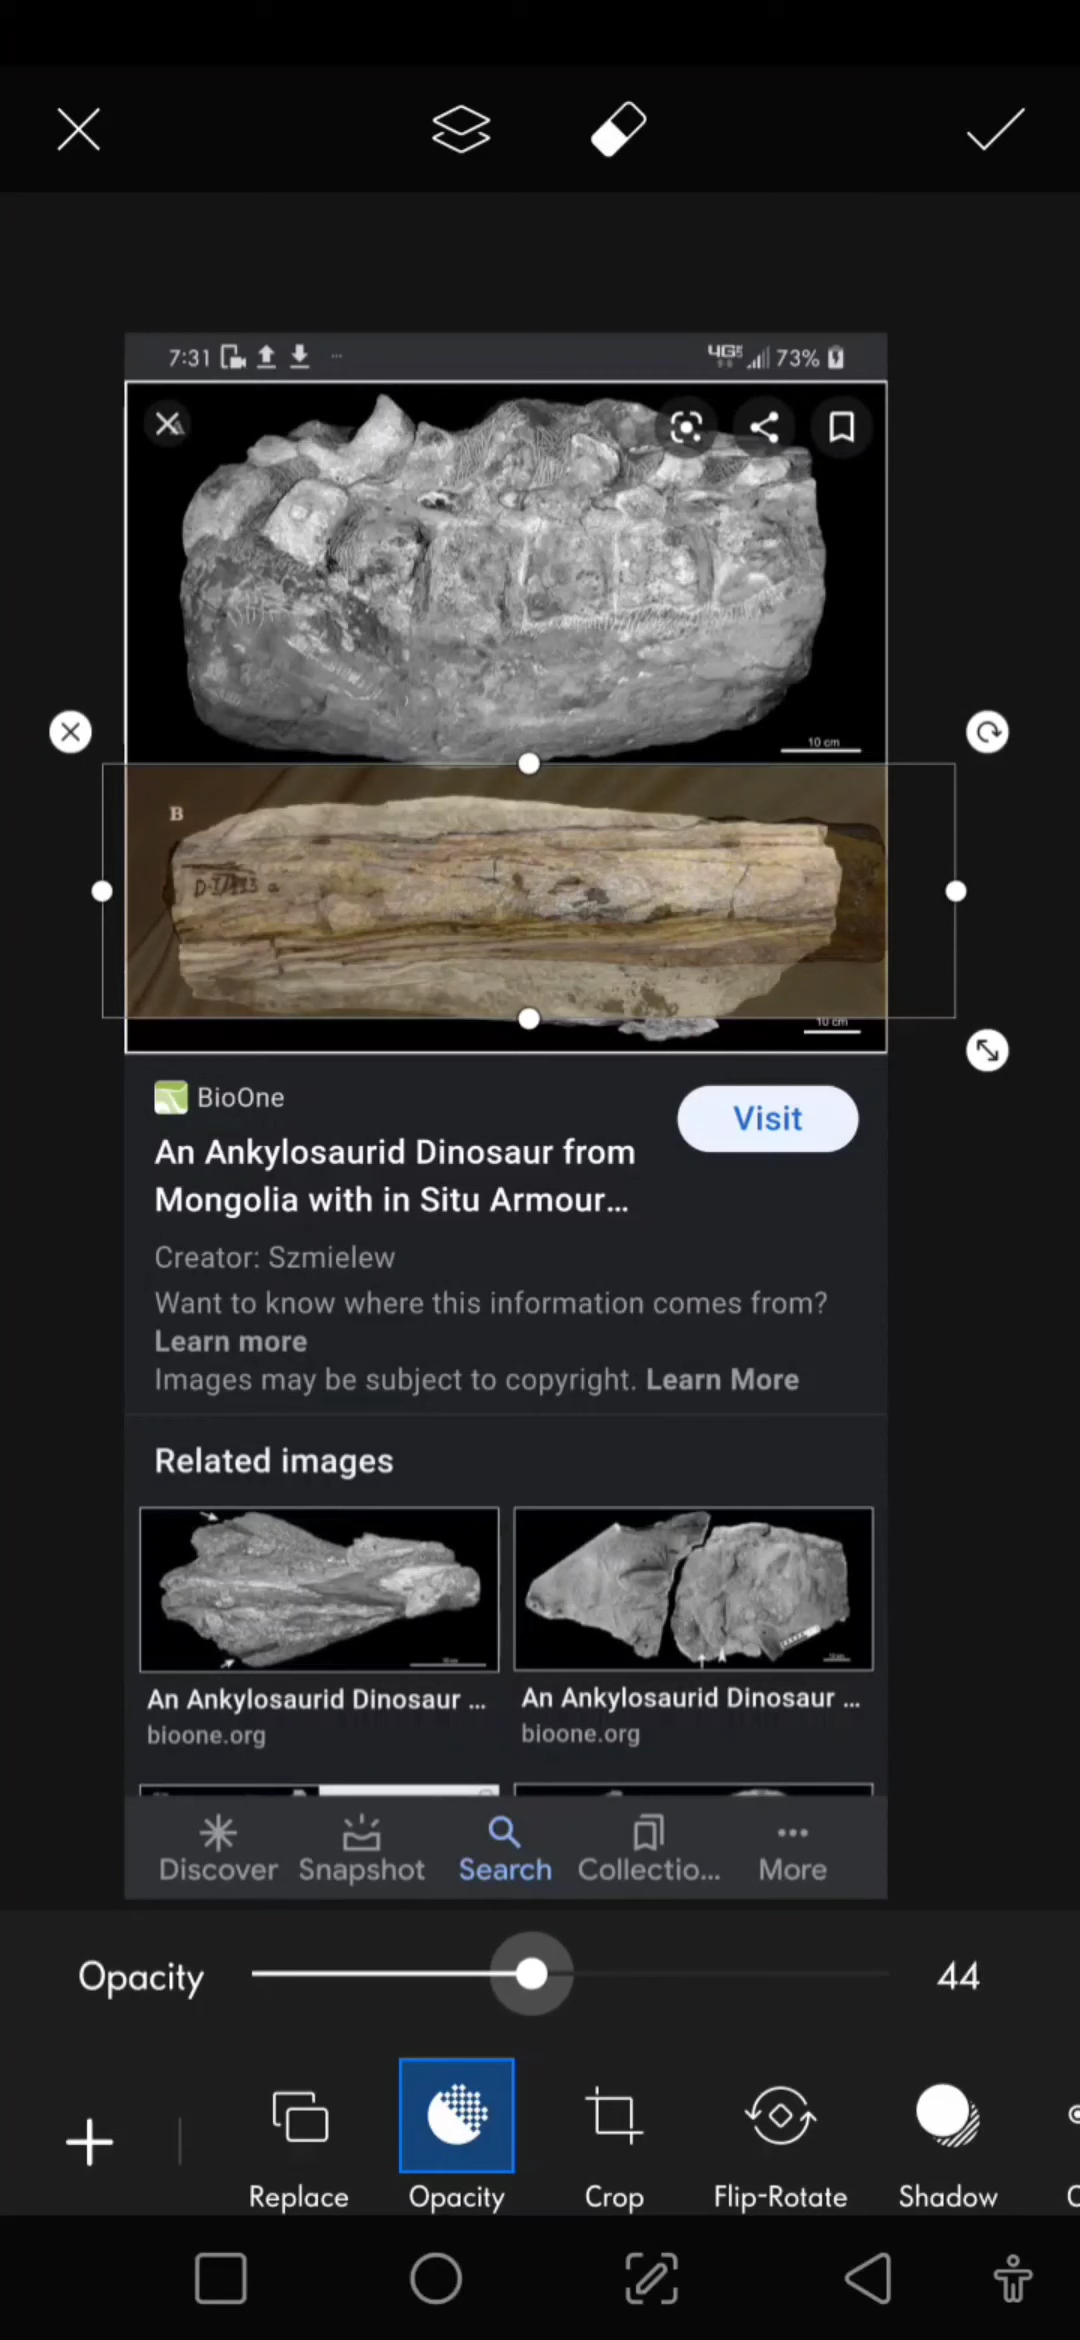 7:31
4G 73%
10 cm
B
10 cm
BioOne
Visit
An Ankylosaurid Dinosaur from
Mongolia with in Situ Armour...
Creator: Szmielew
Want to know where this information comes from?
Learn more
Images may be subject to copyright. Learn More
Related images
An Ankylosaurid Dinosaur ...
bioone.org
An Ankylosaurid Dinosaur ...
bioone.org
Discover Snapshot Search Collectio... More
Opacity 44
Replace Opacity Crop Flip-Rotate Shadow